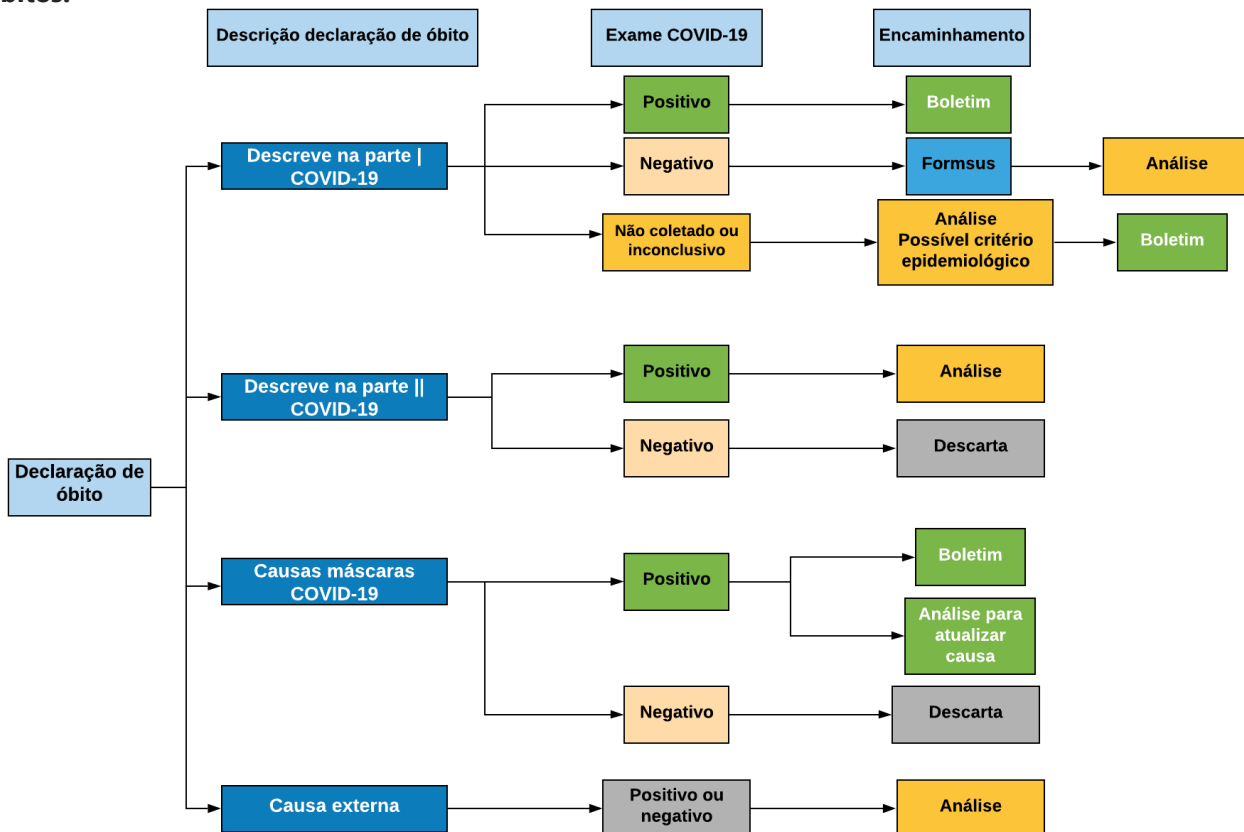 bitos.
Descrição declaração de óbito
Exame COVID-19
Encaminhamento
Positivo
Boletim
Descreve na parte |
COVID-19
Negativo
Formsus
Análise
Não coletado ou
inconclusivo
Análise
Possível critério
epidemiológico
Boletim
Descreve na parte ||
COVID-19
Positivo
Análise
Negativo
Descarta
Declaração de
óbito
Causas máscaras
COVID-19
Positivo
Boletim
Análise para
atualizar
causa
Negativo
Descarta
Causa externa
Positivo ou
negativo
Análise